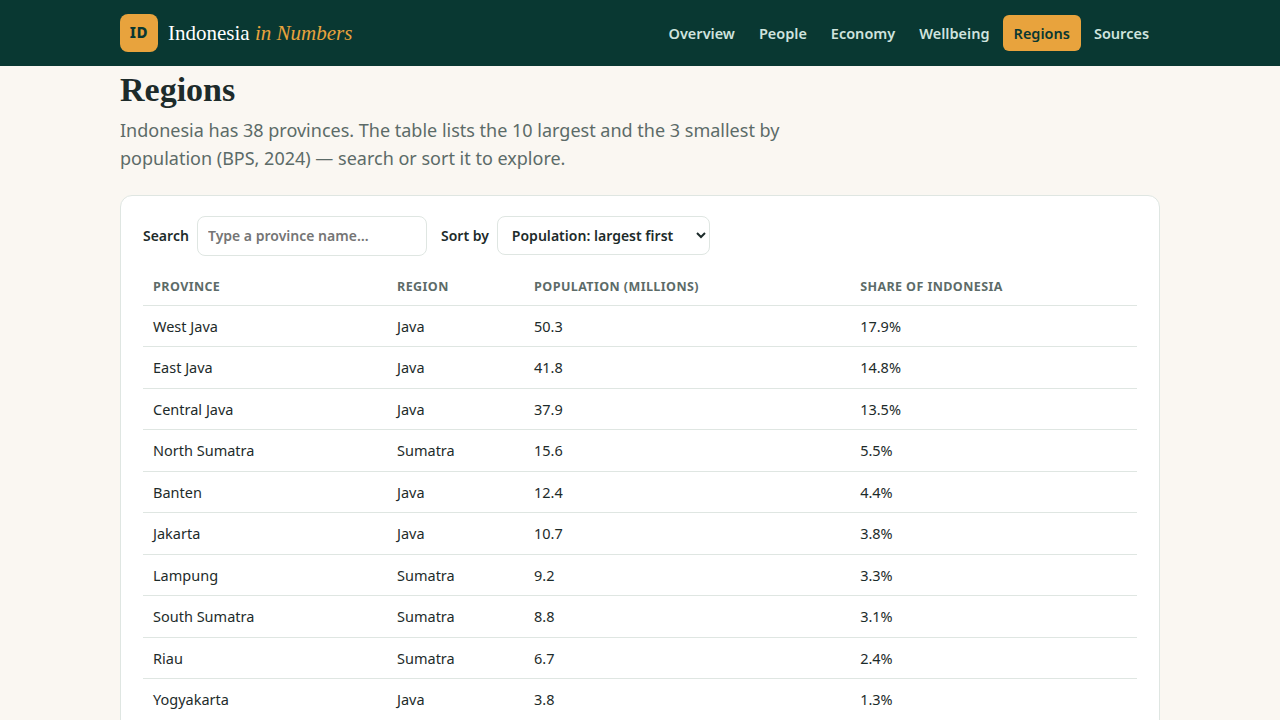 ID
Indonesia in Numbers
Overview People Economy Wellbeing Regions Sources
Regions
Indonesia has 38 provinces. The table lists the 10 largest and the 3 smallest by
population (BPS, 2024) — search or sort it to explore.
Search Type a province name... Sort by Population: largest first
PROVINCE REGION POPULATION (MILLIONS) SHARE OF INDONESIA
West Java Java 50.3 17.9%
East Java Java 41.8 14.8%
Central Java Java 37.9 13.5%
North Sumatra Sumatra 15.6 5.5%
Banten Java 12.4 4.4%
Jakarta Java 10.7 3.8%
Lampung Sumatra 9.2 3.3%
South Sumatra Sumatra 8.8 3.1%
Riau Sumatra 6.7 2.4%
Yogyakarta Java 3.8 1.3%